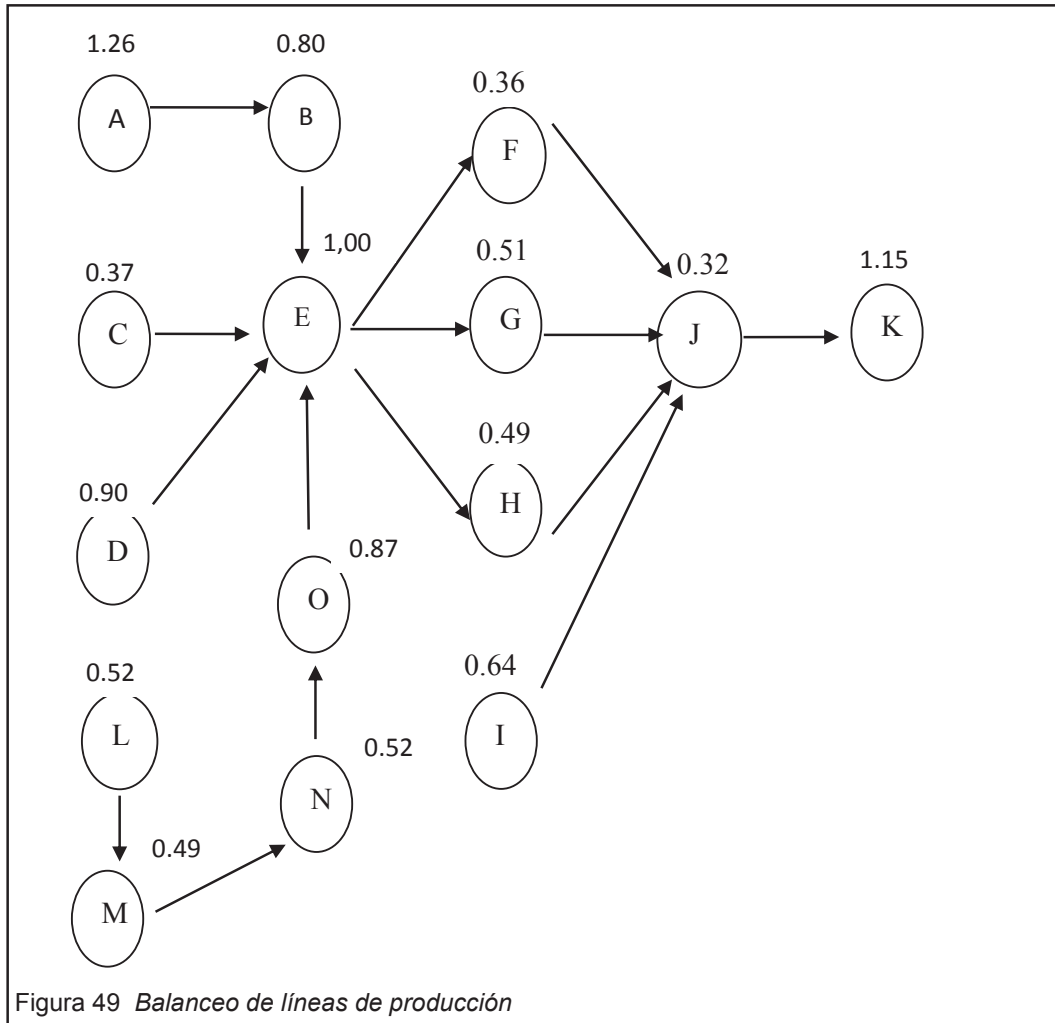 1.26
0.80
0.36
A
B
F
1,00
0.51
0.37
0.32
1.15
C
E
G
J
K
0.49
0.90
H
D
0.87
O
0.52
0.64
L
I
0.52
N
0.49
M
Figura 49 Balanceo de líneas de producción